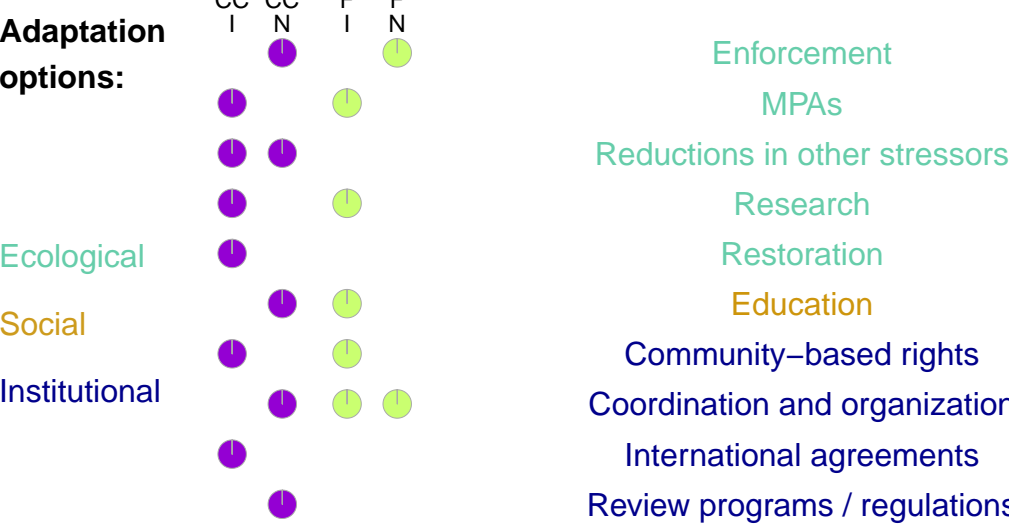 CC CC
Adaptation I N I N
options: Enforcement
MPAs
Reductions in other stressors
Research
Ecological Restoration
Education
Social
Community–based rights
Institutional
Coordination and organization
International agreements
Review programs / regulations